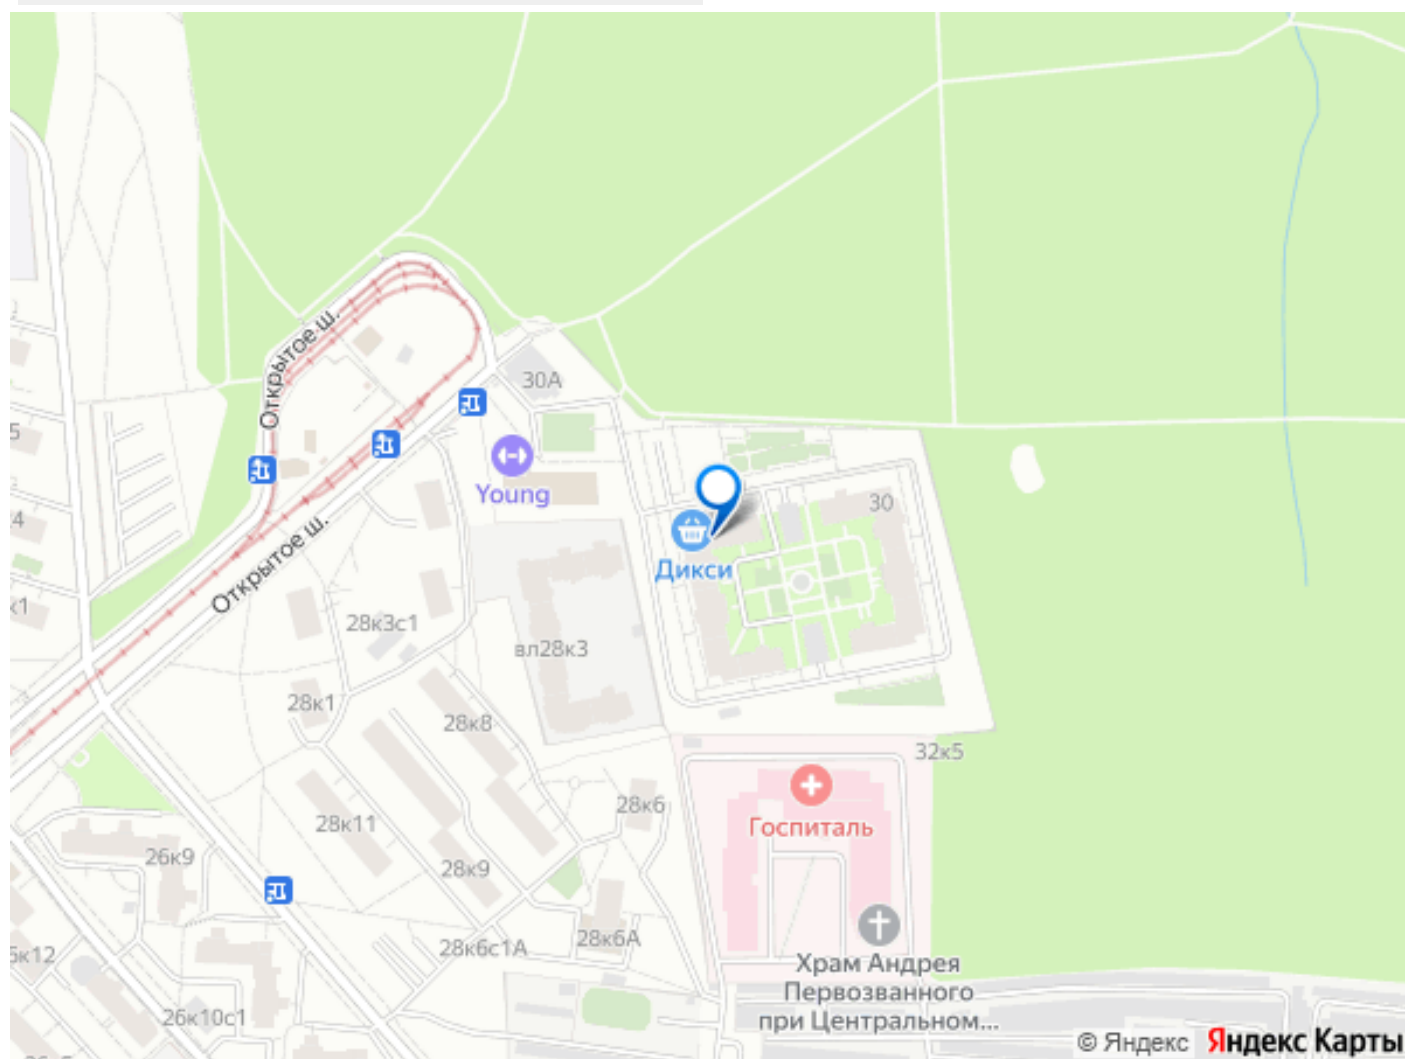 Открытое ш.
30А
Young
30
Дикси
Открытое ш.
28к3с1
вл28к3
28к1
28к8
32к5
28к6
Госпиталь
28к11
26к9
28к9
28к6с1А
28к6А
Храм Андрея
Первозванного
при Центральном...
26к10с1
© Яндекс Яндекс Карты